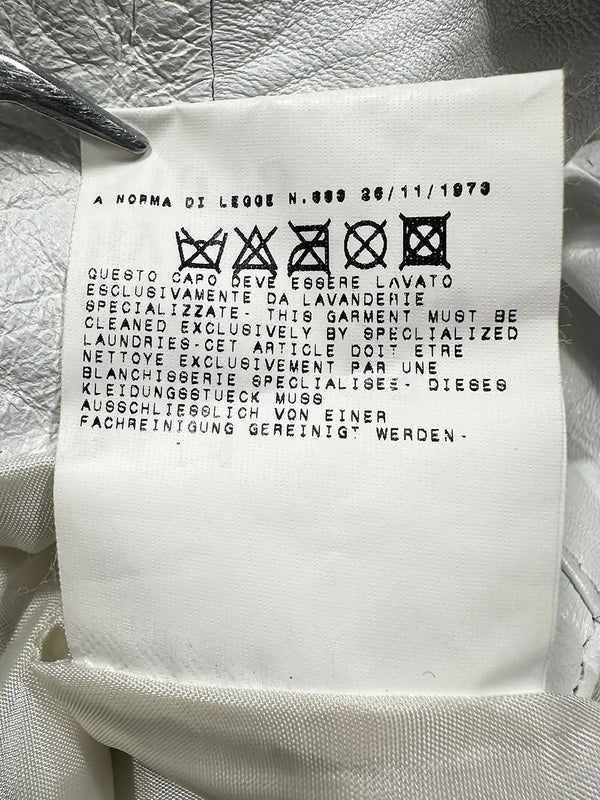 A NORMA DI LEGGE N.883 26/11/1973
QUESTO CAPO DEVE ESSERE LAVATO
ESCLUSIVAMENTE DA LAVANDERIE
SPECIALIZZATE- THIS GARMENT MUST BE
CLEANED EXCLUSIVELY BY SPECLIALIZED
LAUNDRIES-CET ARTICLE DOIT ETRE
NETTOYE EXCLUSIVEMENT PAR UNE
BLANCHISSERIE SPECLIALISEE- DIESES
KLEIDUNGSSTUECK MUSS
AUSSCHLIESSLICH VON EINER
FACHREINIGUNG GEREINIGT WERDEN-